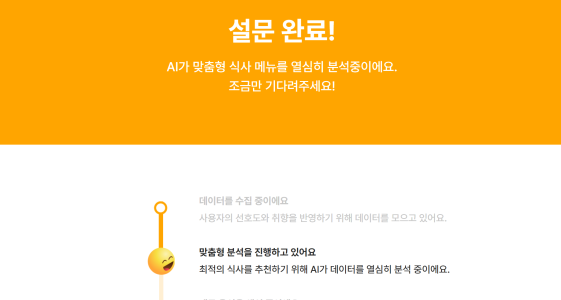 설문 완료!
AI가 맞춤형 식사 메뉴를 열심히 분석중이에요.
조금만 기다려주세요!
데이터를 수집 중이에요
사용자의 선호도와 취향을 반영하기 위해 데이터를 모으고 있어요.
맞춤형 분석을 진행하고 있어요
최적의 식사를 추천하기 위해 AI가 데이터를 열심히 분석 중이에요.